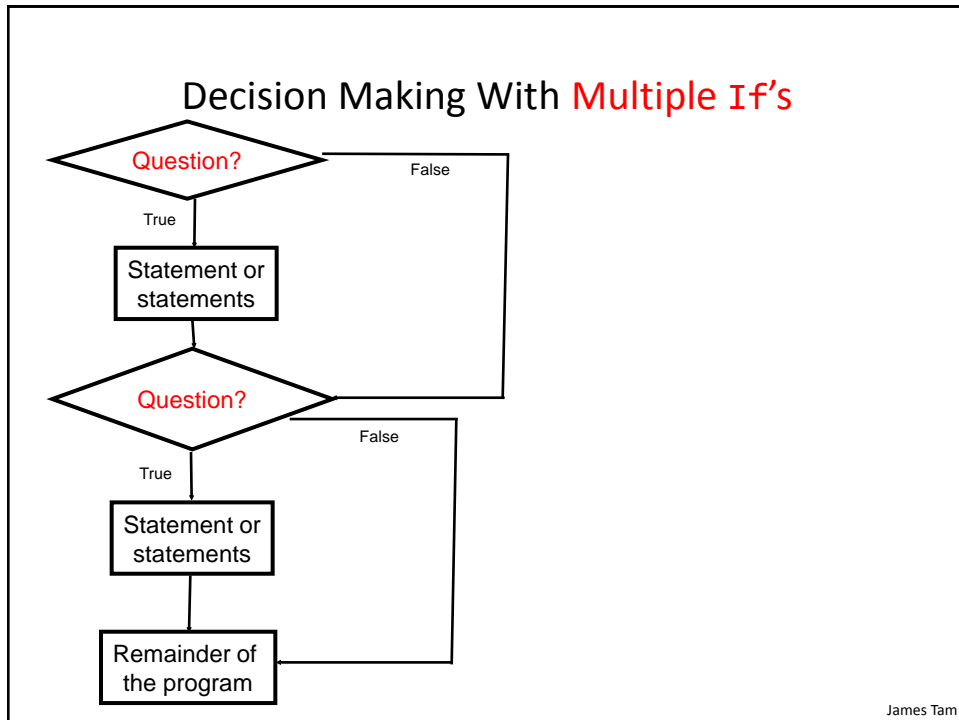 Decision Making With Multiple If's
Question?
False
True
Statement or
statements
Question?
False
True
Statement or
statements
Remainder of
the program
James Tam